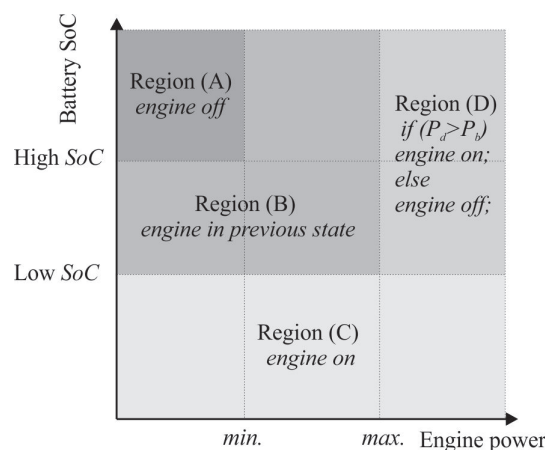 Battery SoC
Region (A)
engine off
Region (D)
if (P_d>P_b)
engine on;
else
engine off;
High SoC
Region (B)
engine in previous state
Low SoC
Region (C)
engine on
min.
max.
Engine power